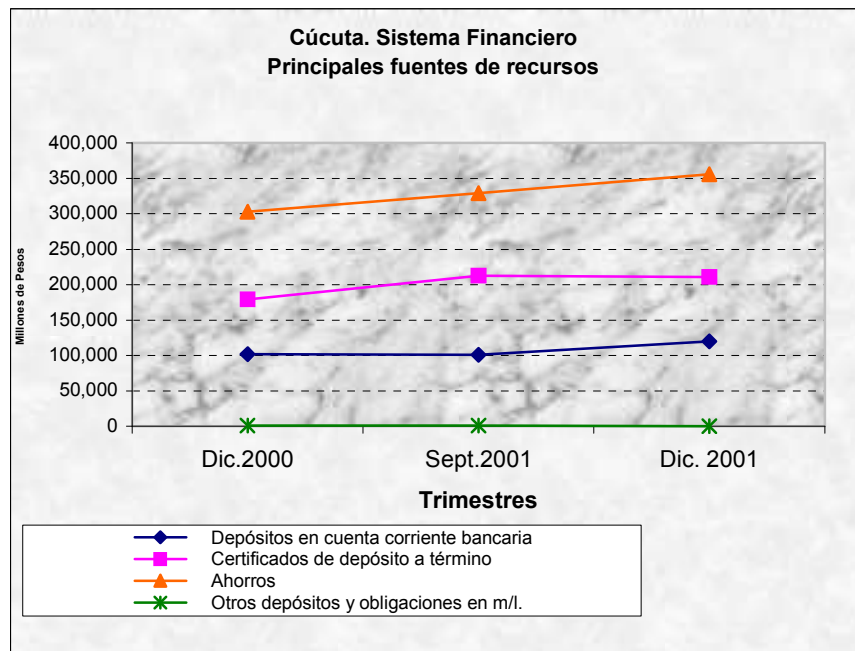 Cúcuta. Sistema Financiero
Principales fuentes de recursos
400,000
350,000
300,000
250,000
200,000
150,000
100,000
50,000
0
Millones de Pesos
Dic.2000 Sept.2001 Dic. 2001
Trimestres
Depósitos en cuenta corriente bancaria
Certificados de depósito a término
Ahorros
Otros depósitos y obligaciones en m/l.